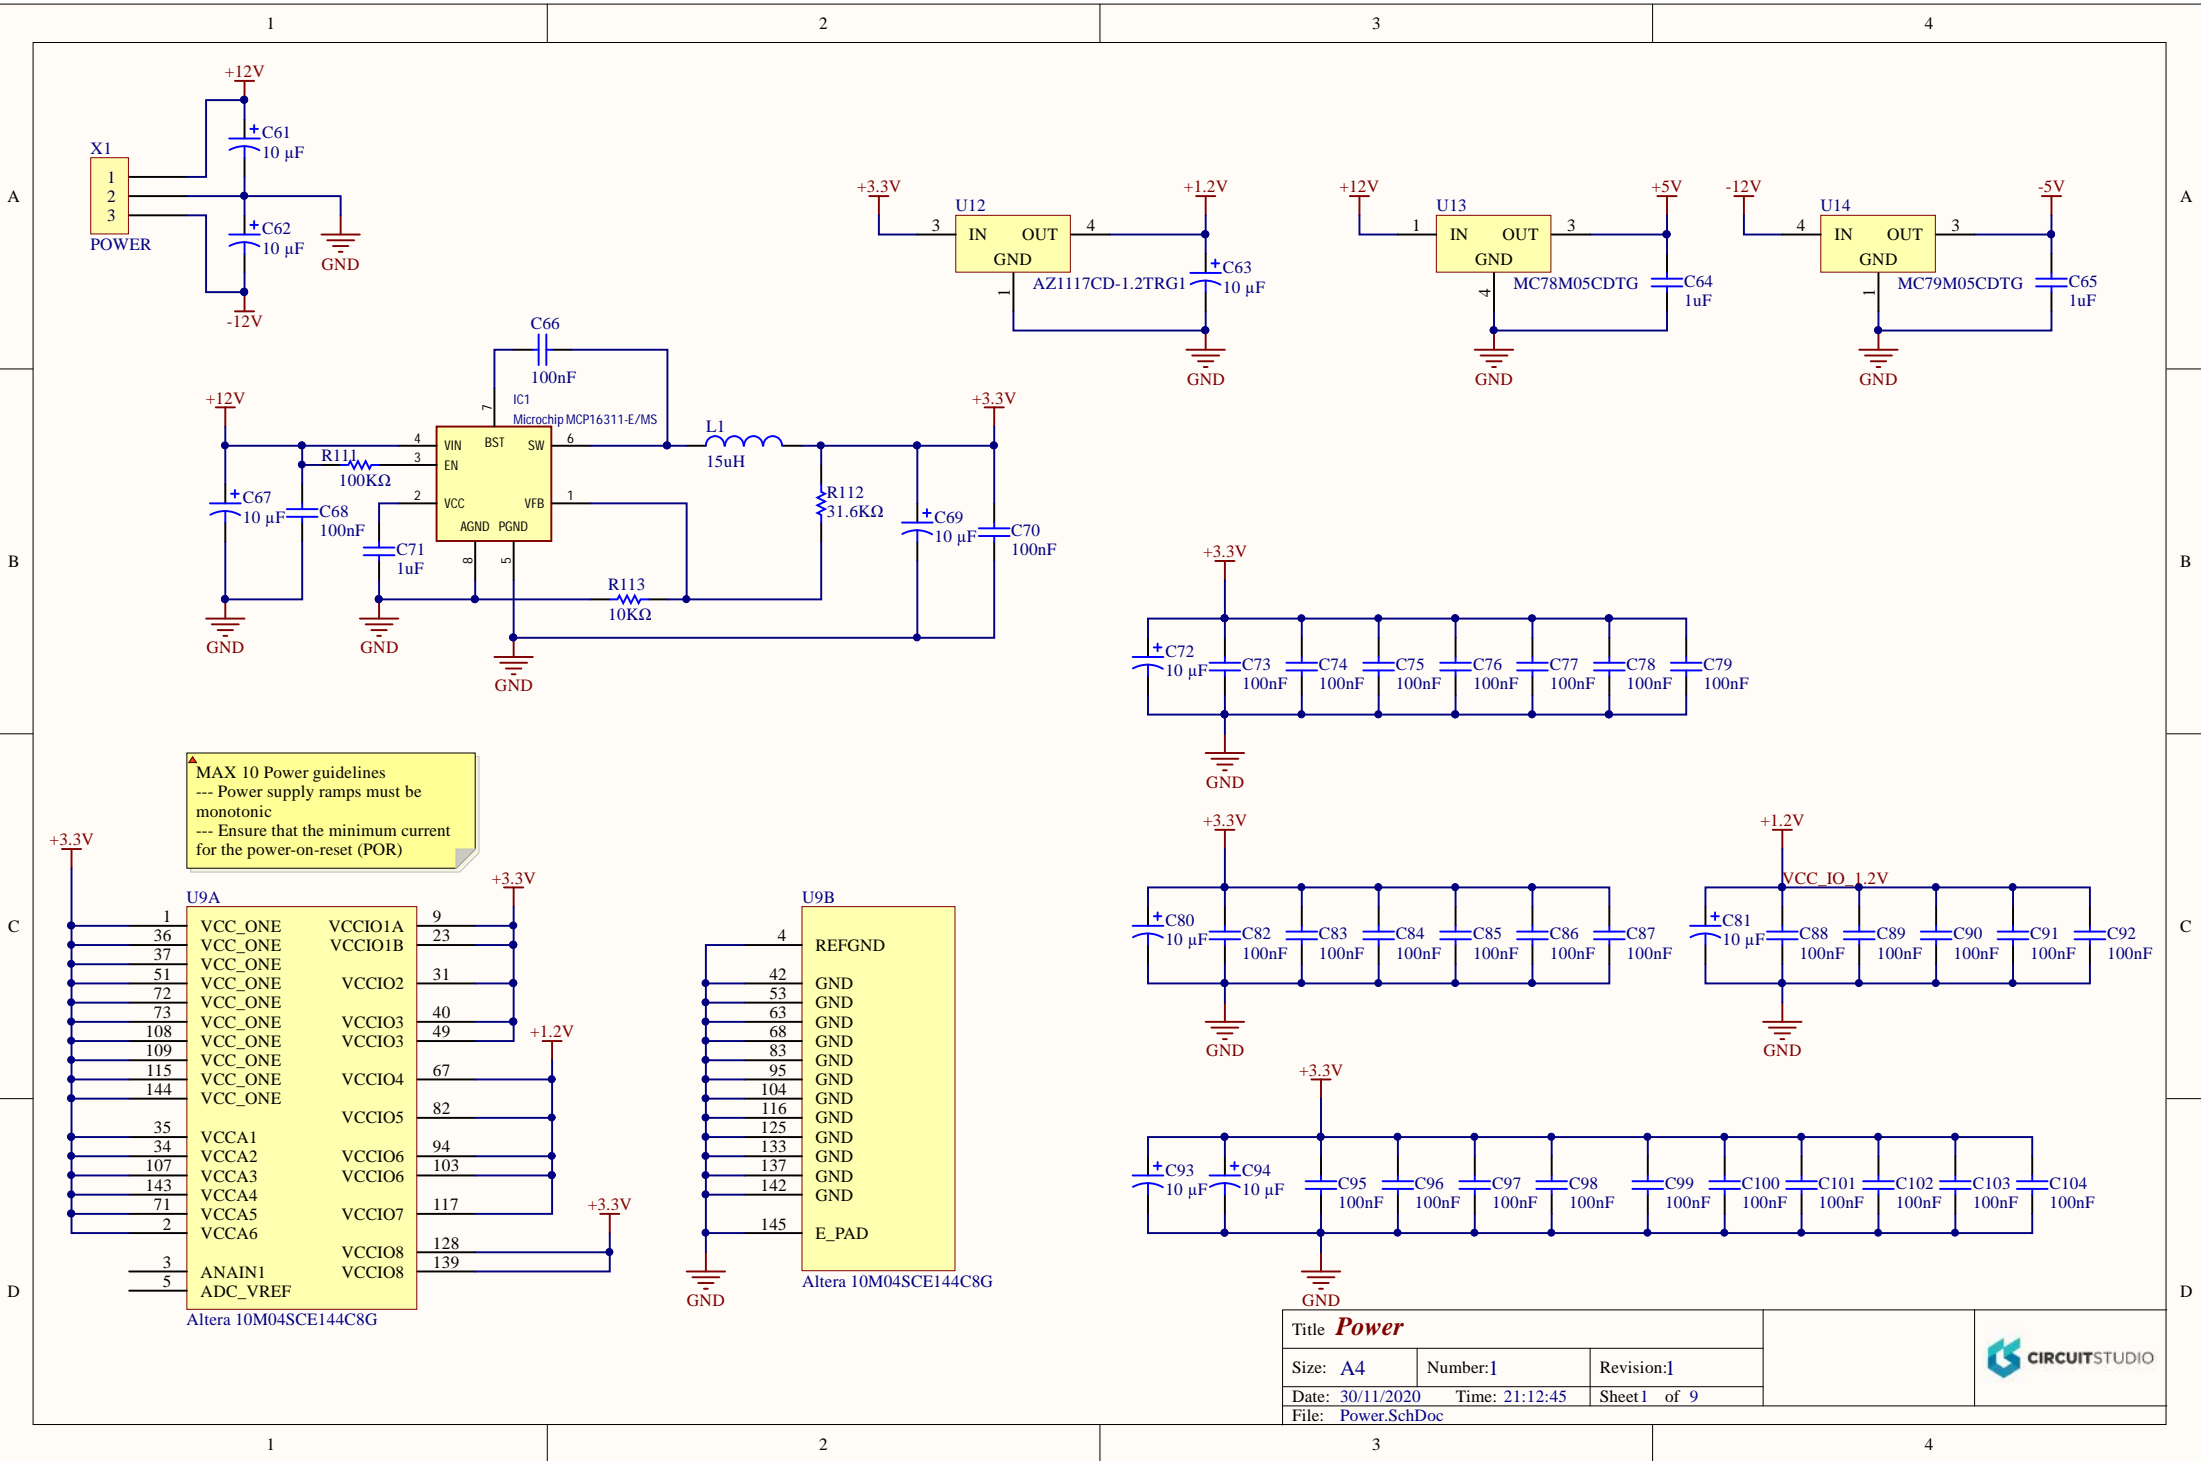 1 2 3 4
A A
B B
C C
D D
1 2 3 4
+12V
C61
10 µF
X1
1
2
3
POWER
C62
10 µF
GND
-12V
+3.3V
U12
3 IN OUT 4
GND
1
AZ1117CD-1.2TRG1
+1.2V
C63
10 µF
GND
+12V
U13
1 IN OUT 3
GND
4
MC78M05CDTG
+5V
C64
1uF
GND
-12V
U14
4 IN OUT 3
GND
1
MC79M05CDTG
-5V
C65
1uF
GND
C66
100nF
IC1
Microchip MCP16311-E/MS
+12V
4 VIN BST SW 6
7
3 EN
2 VCC VFB 1
AGND PGND
8 5
R111
100KΩ
C67
10 µF
C68
100nF
C71
1uF
GND
GND
GND
R113
10KΩ
L1
15uH
R112
31.6KΩ
+3.3V
C69
10 µF
C70
100nF
+3.3V
C72
10 µF
C73
100nF
C74
100nF
C75
100nF
C76
100nF
C77
100nF
C78
100nF
C79
100nF
GND
MAX 10 Power guidelines
--- Power supply ramps must be
monotonic
--- Ensure that the minimum current
for the power-on-reset (POR)
+3.3V
U9A
+3.3V
1 VCC_ONE VCCIO1A 9
36 VCC_ONE VCCIO1B 23
37 VCC_ONE
51 VCC_ONE VCCIO2 31
72 VCC_ONE
73 VCC_ONE VCCIO3 40
108 VCC_ONE VCCIO3 49
+1.2V
109 VCC_ONE
115 VCC_ONE VCCIO4 67
144 VCC_ONE
VCCIO5 82
35 VCCA1
34 VCCA2 VCCIO6 94
107 VCCA3 VCCIO6 103
143 VCCA4
71 VCCA5 VCCIO7 117
+3.3V
2 VCCA6
VCCIO8 128
3 ANAIN1 VCCIO8 139
5 ADC_VREF
Altera 10M04SCE144C8G
U9B
4 REFGND
42 GND
53 GND
63 GND
68 GND
83 GND
95 GND
104 GND
116 GND
125 GND
133 GND
137 GND
142 GND
145 E_PAD
Altera 10M04SCE144C8G
GND
+3.3V
C80
10 µF
C82
100nF
C83
100nF
C84
100nF
C85
100nF
C86
100nF
C87
100nF
GND
+1.2V
VCC_IO_1.2V
C81
10 µF
C88
100nF
C89
100nF
C90
100nF
C91
100nF
C92
100nF
GND
+3.3V
C93
10 µF
C94
10 µF
C95
100nF
C96
100nF
C97
100nF
C98
100nF
C99
100nF
C100
100nF
C101
100nF
C102
100nF
C103
100nF
C104
100nF
GND
Title Power
Size: A4 Number:1 Revision:1
Date: 30/11/2020 Time: 21:12:45 Sheet1 of 9
File: Power.SchDoc
CIRCUITSTUDIO